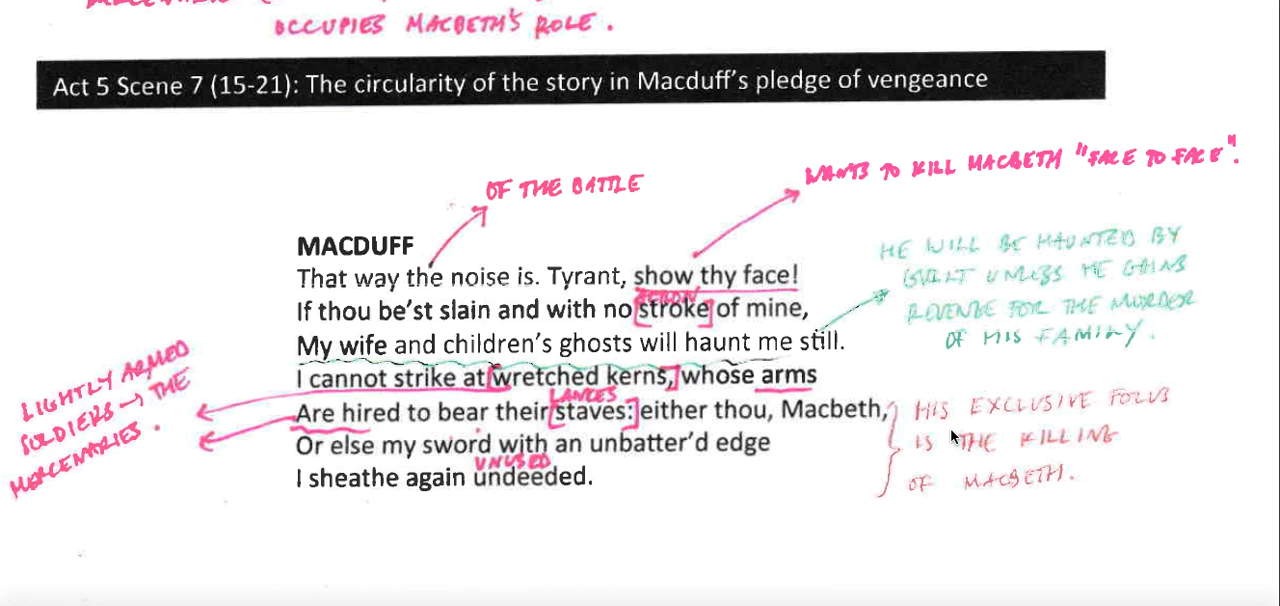 OCCUPIES MACBETH'S ROLE.
Act 5 Scene 7 (15-21): The circularity of the story in Macduff's pledge of vengeance
WANTS TO KILL MACBETH "FACE TO FACE".
OF THE BATTLE
MACDUFF
That way the noise is. Tyrant, show thy face!
If thou be'st slain and with no [stroke] of mine,
My wife and children's ghosts will haunt me still.
I cannot strike at [wretched kerns,] whose arms
LANCES
Are hired to bear their [staves:] either thou, Macbeth,
Or else my sword with an unbatter'd edge
UNUSED
I sheathe again undeeded.
HE WILL BE HAUNTED BY
GUILT UNLESS HE GAINS
REVENGE FOR THE MURDER
OF HIS FAMILY.
LIGHTLY ARMED
SOLDIERS → THE
MERCENARIES.
HIS EXCLUSIVE FOCUS
IS THE KILLING
OF MACBETH.